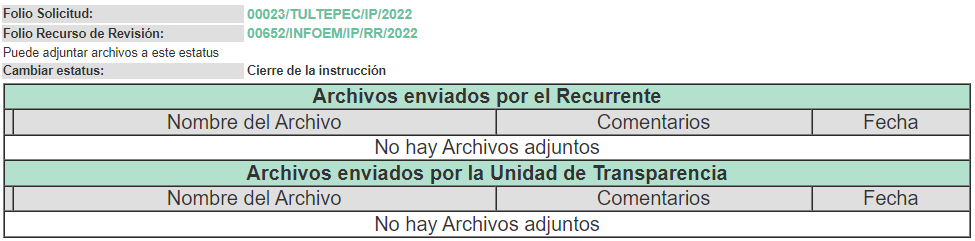 Folio Solicitud: 00023/TULTEPEC/IP/2022
Folio Recurso de Revisión: 00652/INFOEM/IP/RR/2022
Puede adjuntar archivos a este estatus
Cambiar estatus: Cierre de la instrucción
Archivos enviados por el Recurrente
Nombre del Archivo Comentarios Fecha
No hay Archivos adjuntos
Archivos enviados por la Unidad de Transparencia
Nombre del Archivo Comentarios Fecha
No hay Archivos adjuntos